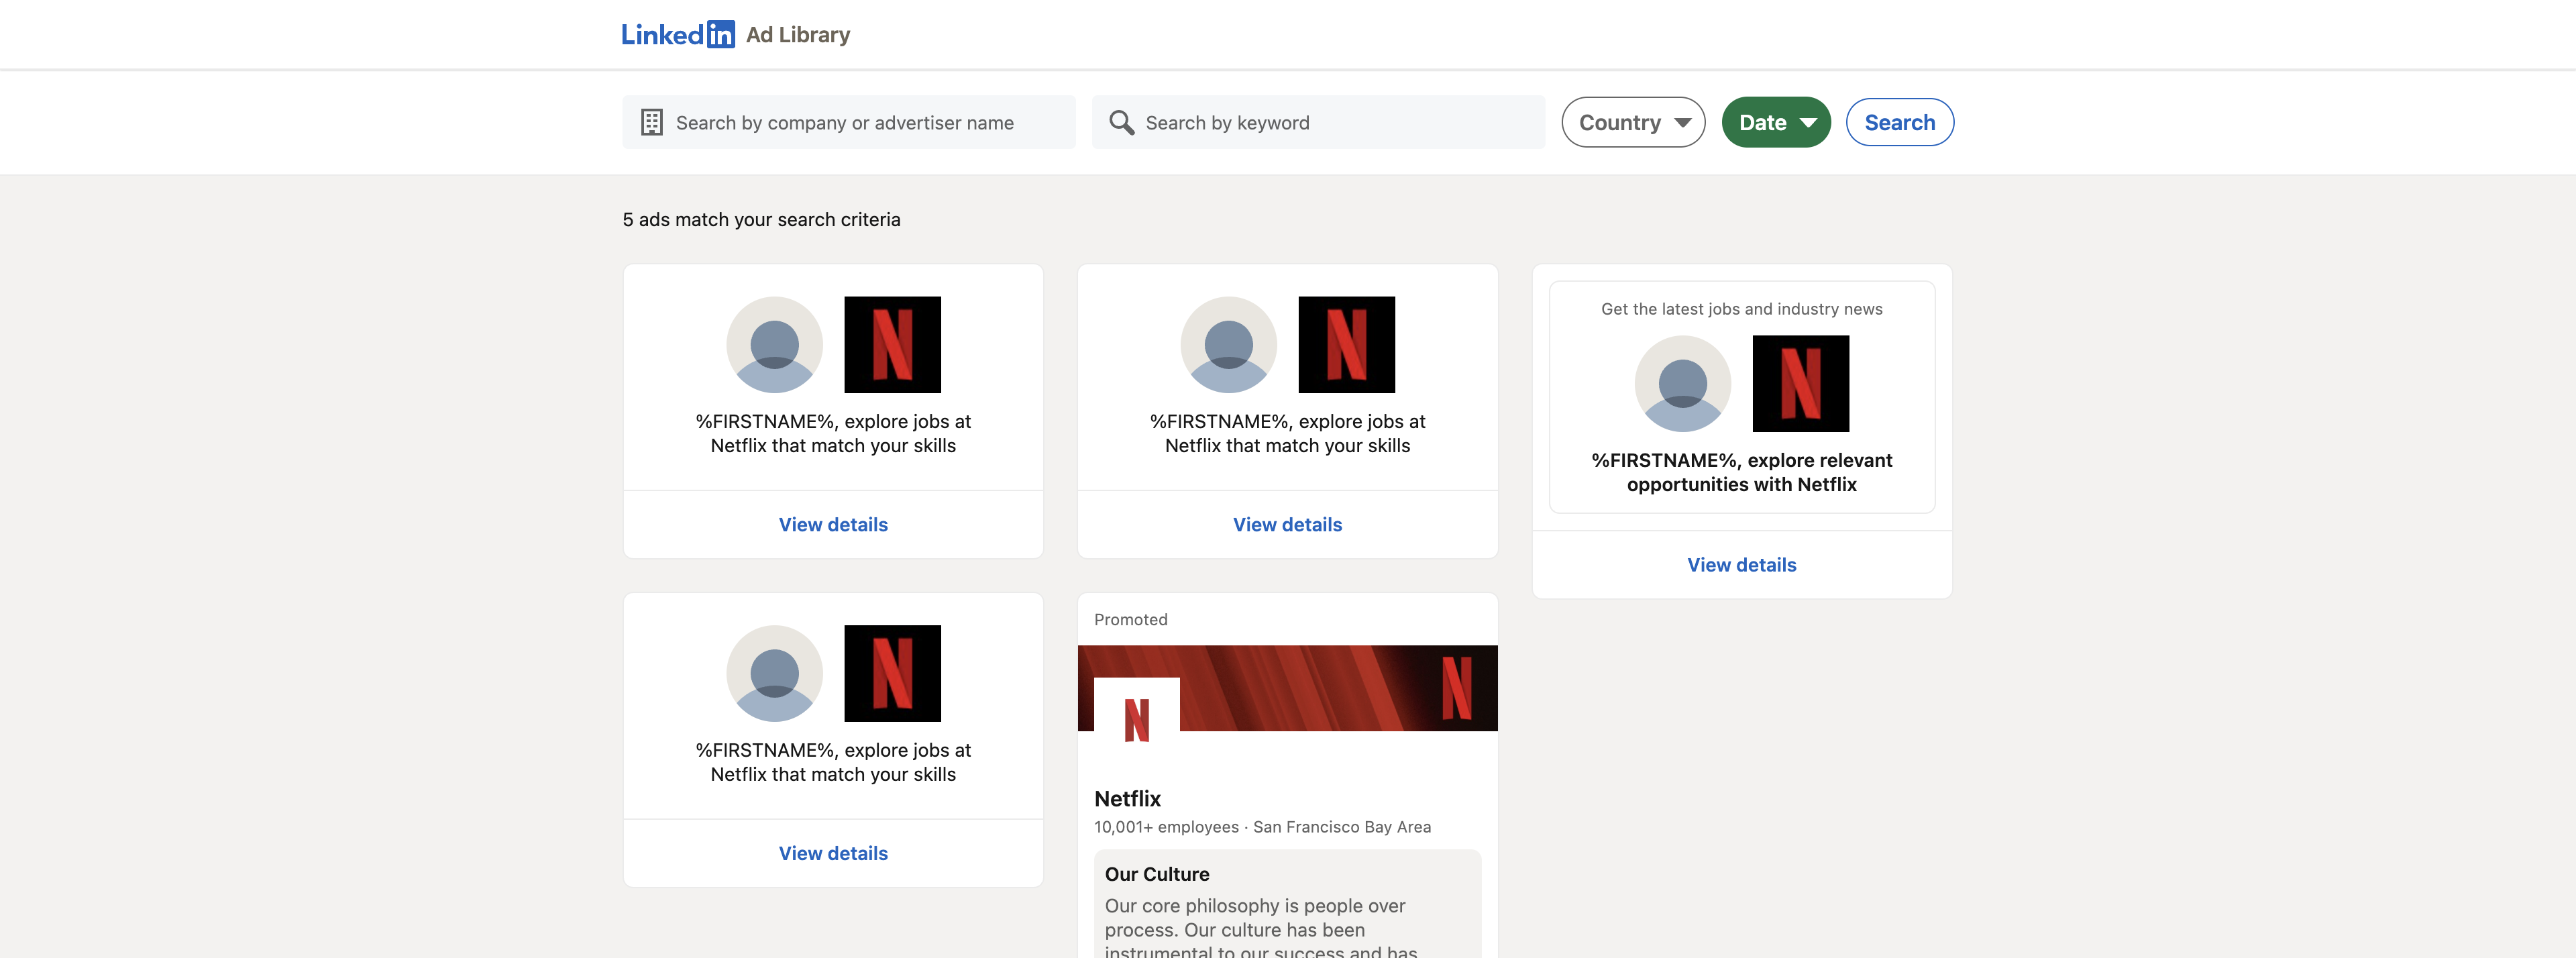 LinkedIn Ad Library
Search by company or advertiser name
Search by keyword
Country
Date
Search
5 ads match your search criteria
%FIRSTNAME%, explore jobs at
Netflix that match your skills
View details
%FIRSTNAME%, explore jobs at
Netflix that match your skills
View details
Get the latest jobs and industry news
%FIRSTNAME%, explore relevant
opportunities with Netflix
View details
%FIRSTNAME%, explore jobs at
Netflix that match your skills
View details
Promoted
Netflix
10,001+ employees · San Francisco Bay Area
Our Culture
Our core philosophy is people over
process. Our culture has been
instrumental to our success and has